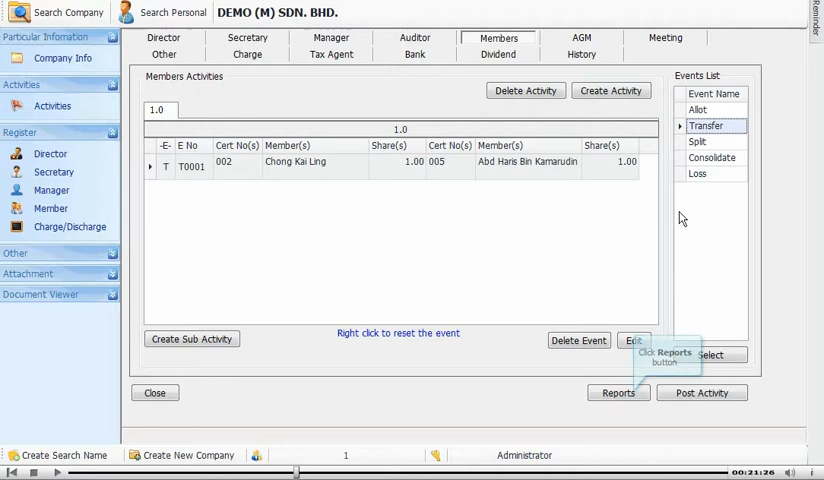 Search Company Search Personal DEMO (M) SDN. BHD.
Reminder
Particular Infomation
Company Info
Activities
Activities
Register
Director
Secretary
Manager
Member
Charge/Discharge
Other
Attachment
Document Viewer
Director Secretary Manager Auditor Members AGM Meeting
Other Charge Tax Agent Bank Dividend History
Members Activities
Delete Activity Create Activity
1.0
1.0
-E- E No Cert No(s) Member(s) Share(s) Cert No(s) Member(s) Share(s)
T T0001 002 Chong Kai Ling 1.00 005 Abd Haris Bin Kamarudin 1.00
Create Sub Activity Right click to reset the event Delete Event Edit
Events List
Event Name
Allot
Transfer
Split
Consolidate
Loss
Select
Click Reports
button
Close Reports Post Activity
Create Search Name Create New Company 1 Administrator
00:21:26